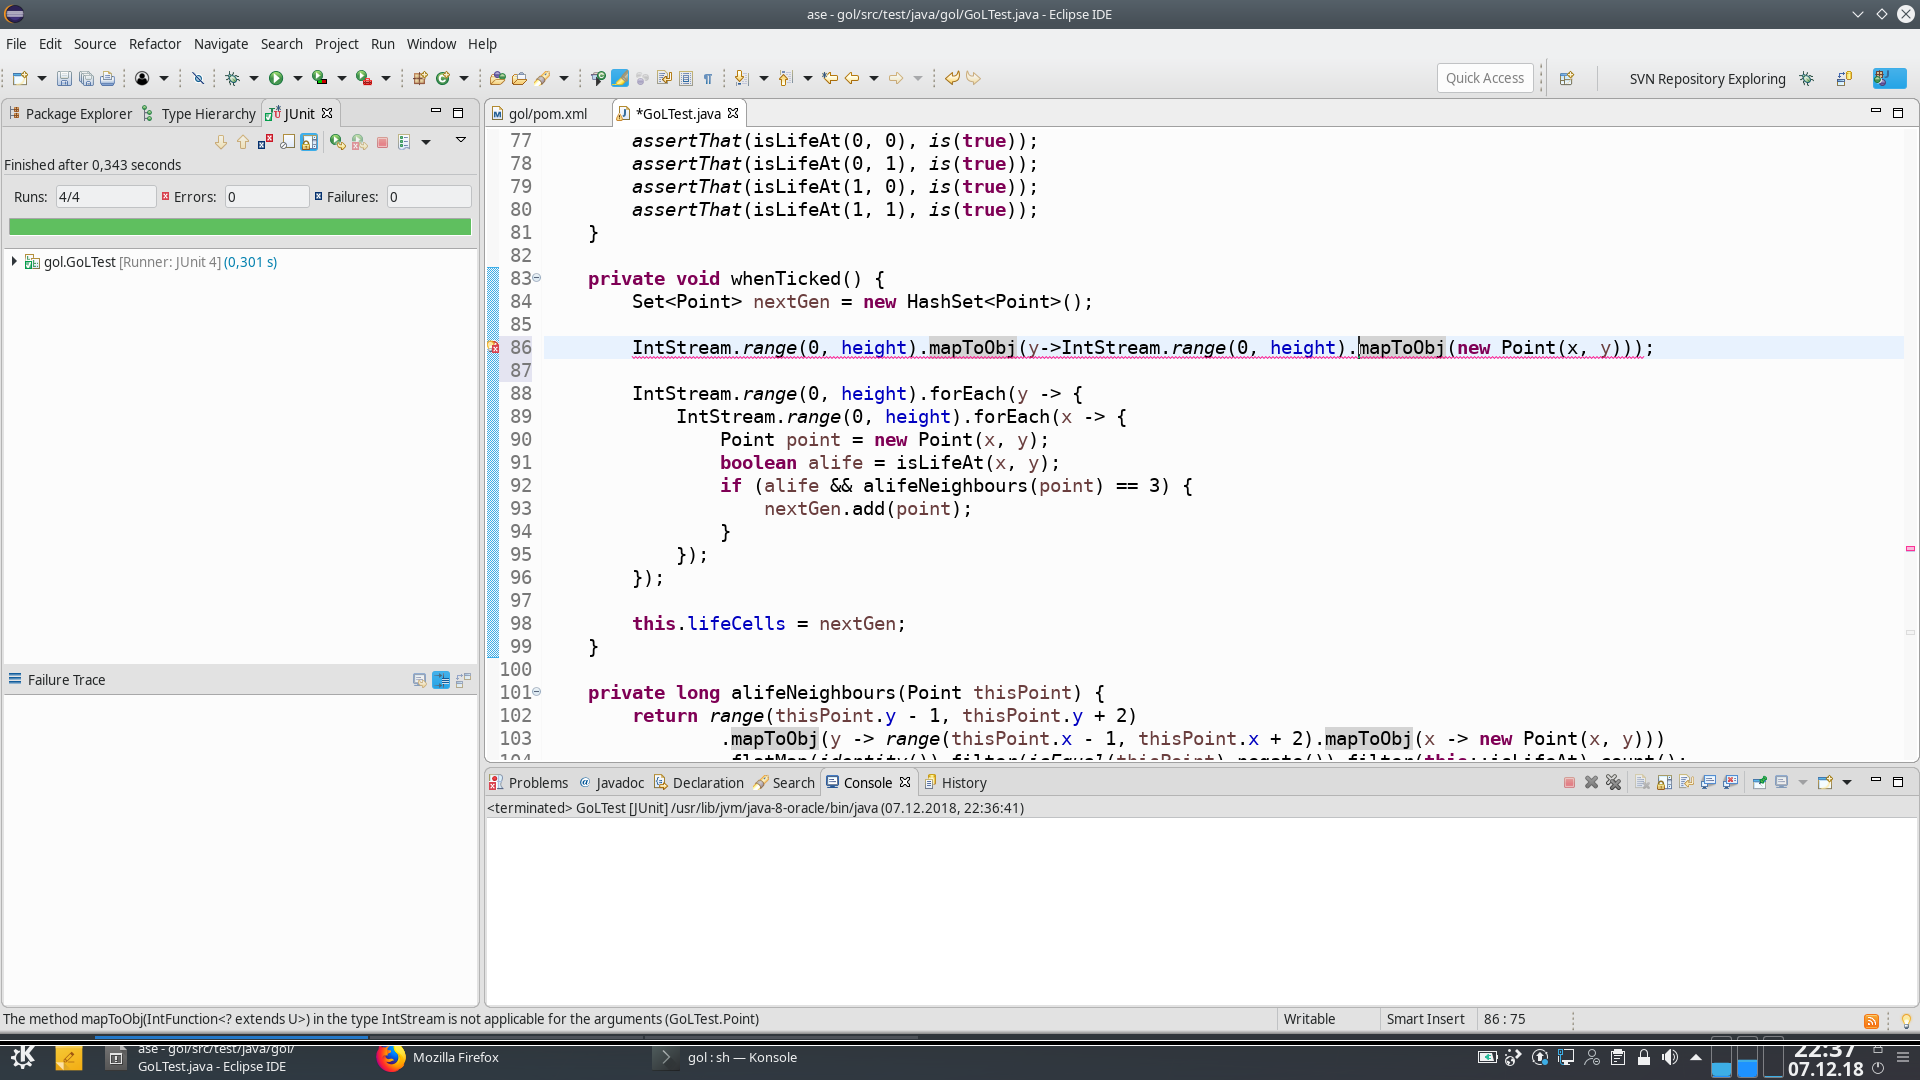 ase - gol/src/test/java/gol/GoLTest.java - Eclipse IDE
File Edit Source Refactor Navigate Search Project Run Window Help
Quick Access
SVN Repository Exploring
Package Explorer Type Hierarchy JUnit
gol/pom.xml *GoLTest.java
Finished after 0,343 seconds
Runs: 4/4 Errors: 0 Failures: 0
gol.GoLTest [Runner: JUnit 4] (0,301 s)
Failure Trace
77 assertThat(isLifeAt(0, 0), is(true));
78 assertThat(isLifeAt(0, 1), is(true));
79 assertThat(isLifeAt(1, 0), is(true));
80 assertThat(isLifeAt(1, 1), is(true));
81 }
82
83 private void whenTicked() {
84 Set<Point> nextGen = new HashSet<Point>();
85
86 IntStream.range(0, height).mapToObj(y->IntStream.range(0, height).mapToObj(new Point(x, y)));
87
88 IntStream.range(0, height).forEach(y -> {
89 IntStream.range(0, height).forEach(x -> {
90 Point point = new Point(x, y);
91 boolean alife = isLifeAt(x, y);
92 if (alife && alifeNeighbours(point) == 3) {
93 nextGen.add(point);
94 }
95 });
96 });
97
98 this.lifeCells = nextGen;
99 }
100
101 private long alifeNeighbours(Point thisPoint) {
102 return range(thisPoint.y - 1, thisPoint.y + 2)
103 .mapToObj(y -> range(thisPoint.x - 1, thisPoint.x + 2).mapToObj(x -> new Point(x, y)))
104 .flatMap(identity()).filter(isEqual(thisPoint).negate()).filter(this::isLifeAt).count();
Problems Javadoc Declaration Search Console History
<terminated> GoLTest [JUnit] /usr/lib/jvm/java-8-oracle/bin/java (07.12.2018, 22:36:41)
The method mapToObj(IntFunction<? extends U>) in the type IntStream is not applicable for the arguments (GoLTest.Point)
Writable Smart Insert 86 : 75
ase - gol/src/test/java/gol/
GoLTest.java - Eclipse IDE
Mozilla Firefox
gol : sh — Konsole
22:37
07.12.18